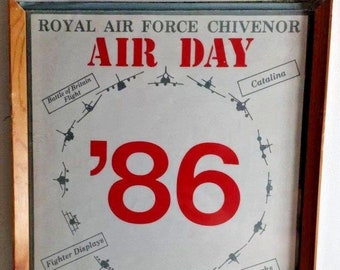 ROYAL AIR FORCE CHIVENOR
AIR DAY
Battle of Britain
Flight
Catalina
'86
Fighter Displays